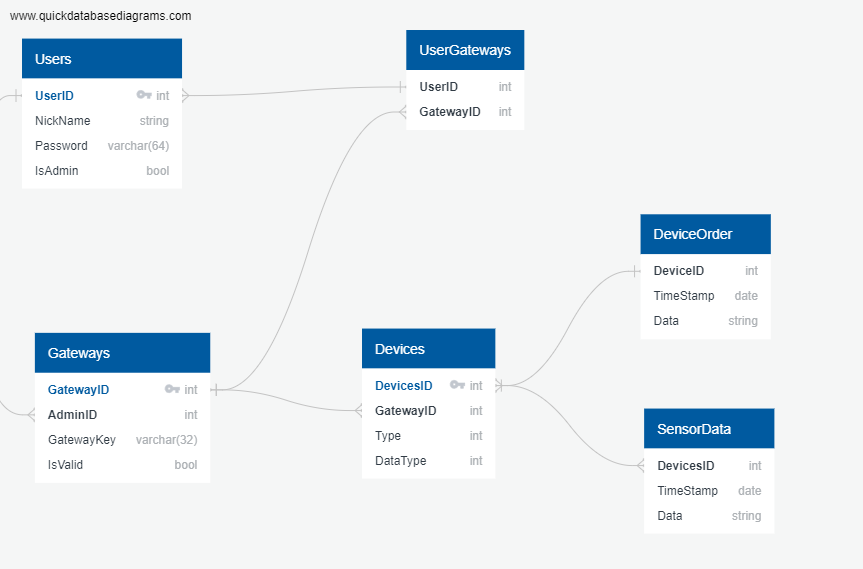 www.quickdatabasediagrams.com
Users
UserID int
NickName string
Password varchar(64)
IsAdmin bool
UserGateways
UserID int
GatewayID int
DeviceOrder
DeviceID int
TimeStamp date
Data string
Gateways
GatewayID int
AdminID int
GatewayKey varchar(32)
IsValid bool
Devices
DevicesID int
GatewayID int
Type int
DataType int
SensorData
DevicesID int
TimeStamp date
Data string